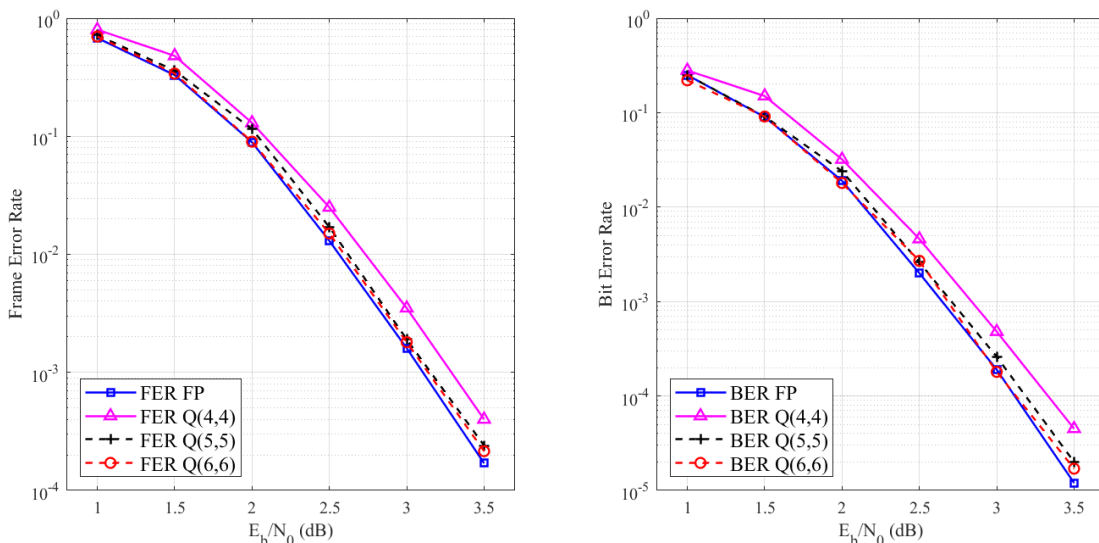 Frame Error Rate
10^0
10^-1
10^-2
10^-3
10^-4
FER FP
FER Q(4,4)
FER Q(5,5)
FER Q(6,6)
1 1.5 2 2.5 3 3.5
E_b/N_0 (dB)
Bit Error Rate
10^0
10^-1
10^-2
10^-3
10^-4
10^-5
BER FP
BER Q(4,4)
BER Q(5,5)
BER Q(6,6)
1 1.5 2 2.5 3 3.5
E_b/N_0 (dB)